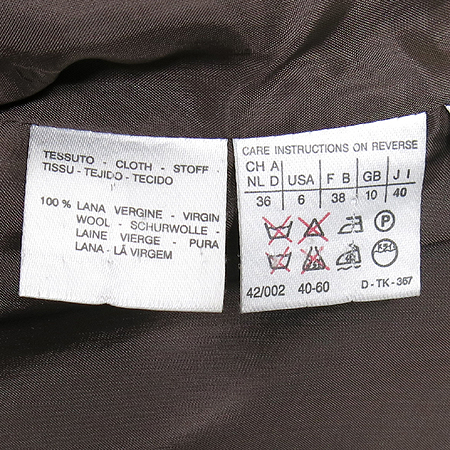 TESSUTO - CLOTH - STOFF
TISSU - TEJIDO - TECIDO
100 % LANA VERGINE - VIRGIN
WOOL - SCHURWOLLE -
LAINE VIERGE - PURA
LANA - LÃ VIRGEM
CARE INSTRUCTIONS ON REVERSE
CH A
NL D USA F B GB J I
36 6 38 10 40
P
42/002 40-60 D-TK-367